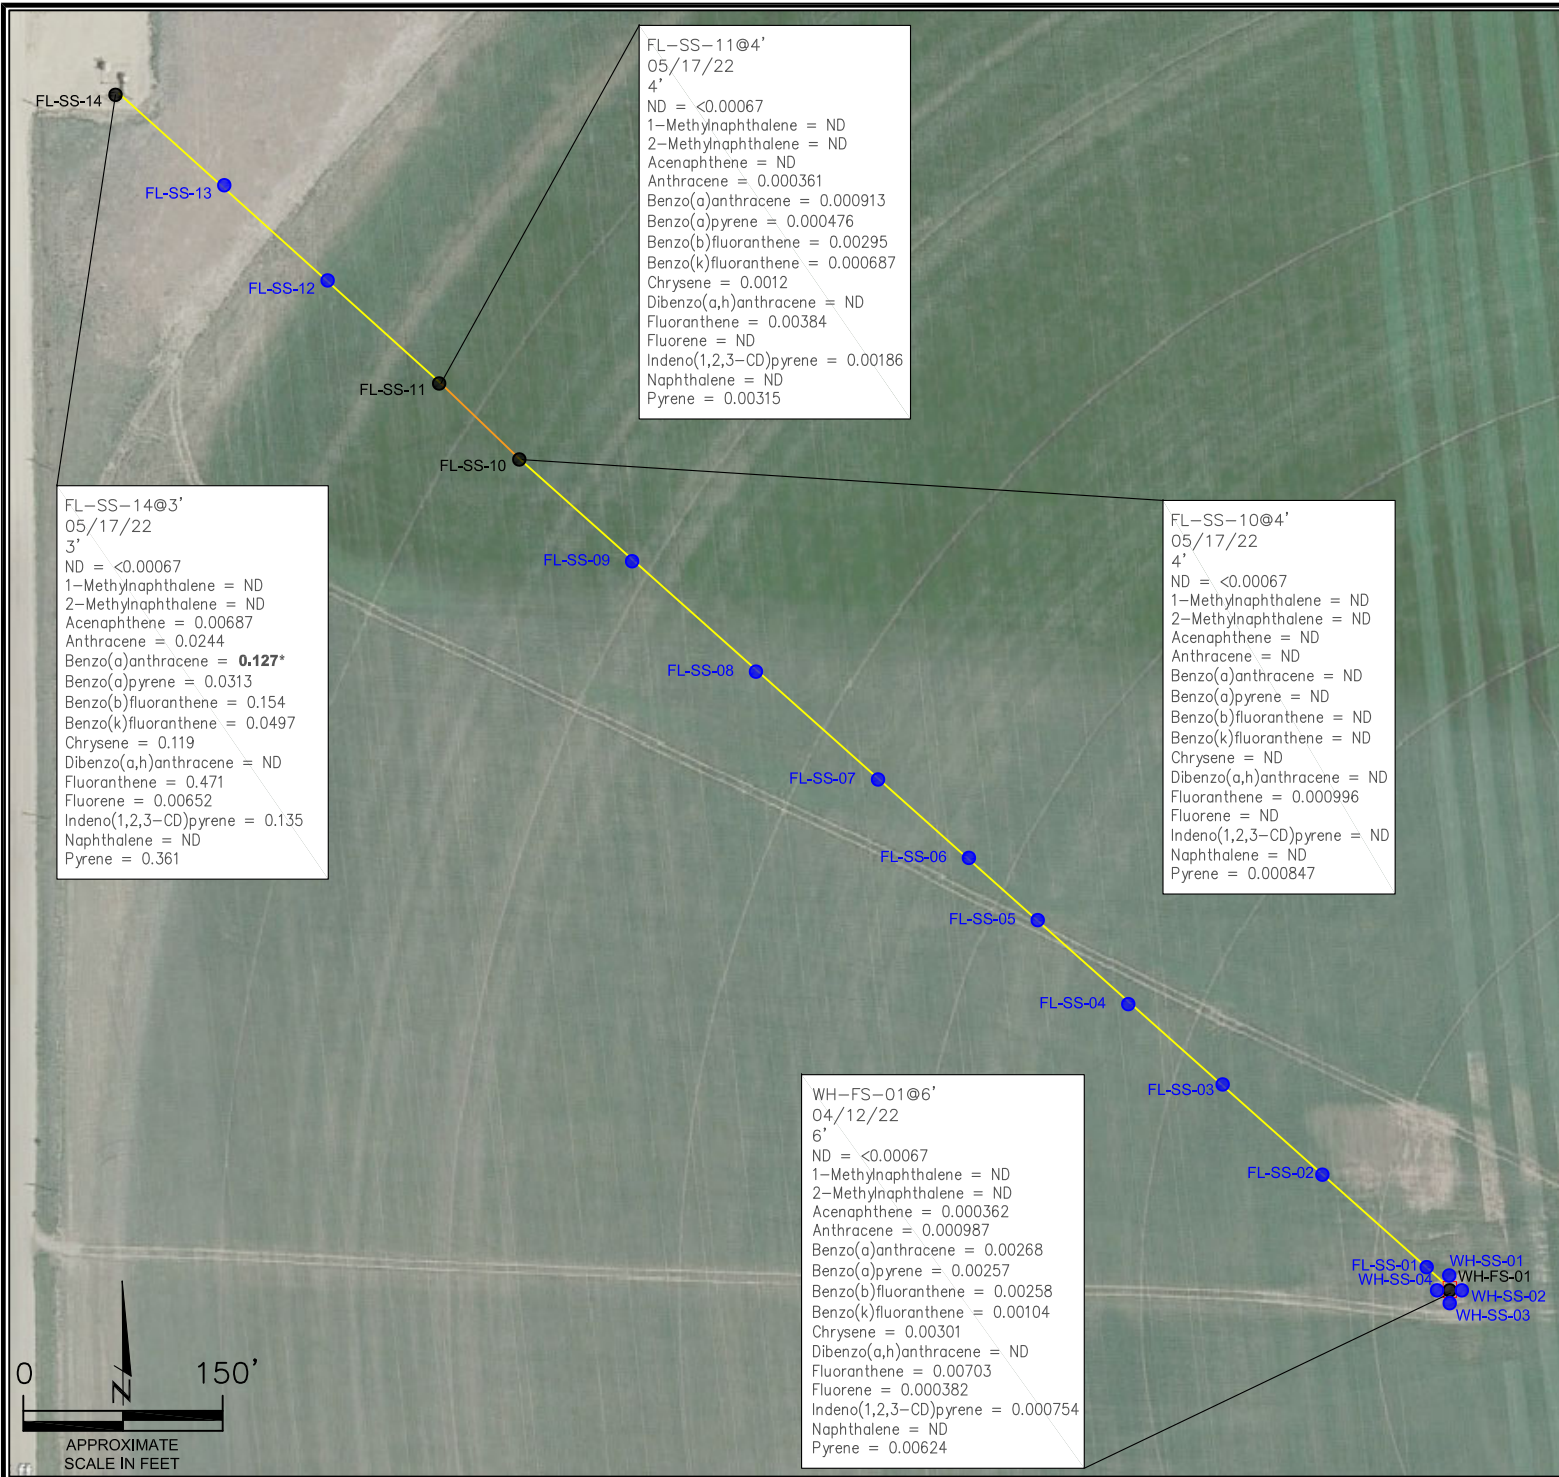 FL-SS-14
FL-SS-13
FL-SS-12
FL-SS-11
FL-SS-10
FL-SS-09
FL-SS-08
FL-SS-07
FL-SS-06
FL-SS-05
FL-SS-04
FL-SS-03
FL-SS-02
FL-SS-01
WH-SS-01
WH-FS-01
WH-SS-04
WH-SS-02
WH-SS-03
FL-SS-11@4'
05/17/22
4'
ND = <0.00067
1-Methylnaphthalene = ND
2-Methylnaphthalene = ND
Acenaphthene = ND
Anthracene = 0.000361
Benzo(a)anthracene = 0.000913
Benzo(a)pyrene = 0.000476
Benzo(b)fluoranthene = 0.00295
Benzo(k)fluoranthene = 0.000687
Chrysene = 0.0012
Dibenzo(a,h)anthracene = ND
Fluoranthene = 0.00384
Fluorene = ND
Indeno(1,2,3-CD)pyrene = 0.00186
Naphthalene = ND
Pyrene = 0.00315
FL-SS-14@3'
05/17/22
3'
ND = <0.00067
1-Methylnaphthalene = ND
2-Methylnaphthalene = ND
Acenaphthene = 0.00687
Anthracene = 0.0244
Benzo(a)anthracene = 0.127*
Benzo(a)pyrene = 0.0313
Benzo(b)fluoranthene = 0.154
Benzo(k)fluoranthene = 0.0497
Chrysene = 0.119
Dibenzo(a,h)anthracene = ND
Fluoranthene = 0.471
Fluorene = 0.00652
Indeno(1,2,3-CD)pyrene = 0.135
Naphthalene = ND
Pyrene = 0.361
FL-SS-10@4'
05/17/22
4'
ND = <0.00067
1-Methylnaphthalene = ND
2-Methylnaphthalene = ND
Acenaphthene = ND
Anthracene = ND
Benzo(a)anthracene = ND
Benzo(a)pyrene = ND
Benzo(b)fluoranthene = ND
Benzo(k)fluoranthene = ND
Chrysene = ND
Dibenzo(a,h)anthracene = ND
Fluoranthene = 0.000996
Fluorene = ND
Indeno(1,2,3-CD)pyrene = ND
Naphthalene = ND
Pyrene = 0.000847
WH-FS-01@6'
04/12/22
6'
ND = <0.00067
1-Methylnaphthalene = ND
2-Methylnaphthalene = ND
Acenaphthene = 0.000362
Anthracene = 0.000987
Benzo(a)anthracene = 0.00268
Benzo(a)pyrene = 0.00257
Benzo(b)fluoranthene = 0.00258
Benzo(k)fluoranthene = 0.00104
Chrysene = 0.00301
Dibenzo(a,h)anthracene = ND
Fluoranthene = 0.00703
Fluorene = 0.000382
Indeno(1,2,3-CD)pyrene = 0.000754
Naphthalene = ND
Pyrene = 0.00624
N
0 150'
APPROXIMATE
SCALE IN FEET